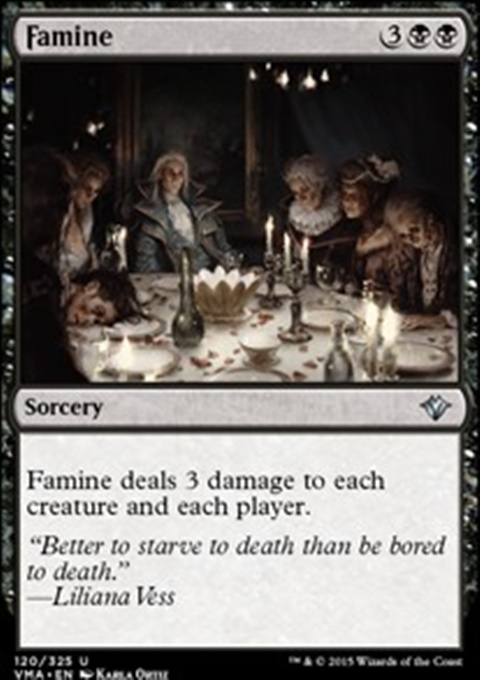 Famine 3
Sorcery
Famine deals 3 damage to each
creature and each player.
“Better to starve to death than be bored
to death.”
—Liliana Vess
120/325 U
VMA • EN Karla Ortiz
™ & © 2015 Wizards of the Coast